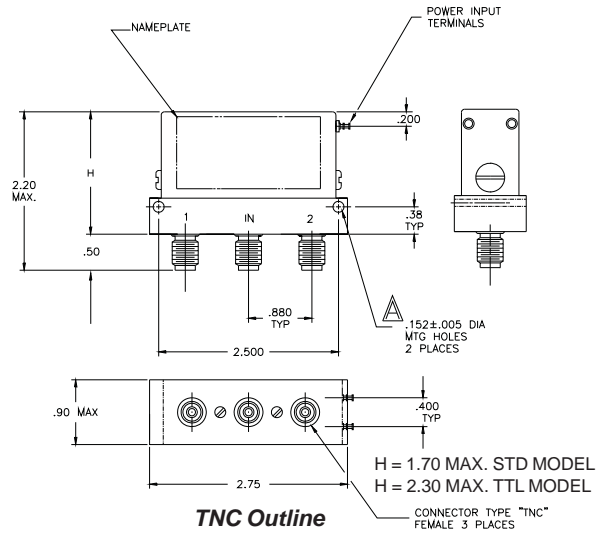 NAMEPLATE
POWER INPUT
TERMINALS
.200
2.20
MAX.
H
.38
TYP
1
IN
2
.50
.880
TYP
A
.152±.005 DIA
MTG HOLES
2 PLACES
2.500
.90 MAX
.400
TYP
H = 1.70 MAX. STD MODEL
H = 2.30 MAX. TTL MODEL
2.75
TNC Outline
CONNECTOR TYPE "TNC"
FEMALE 3 PLACES